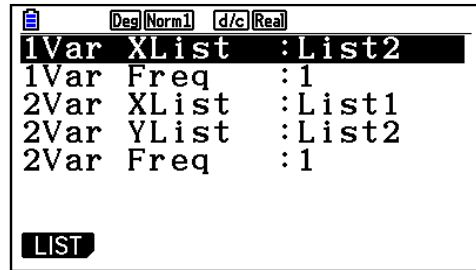 Deg Norm1 d/c Real
1Var XList :List2
1Var Freq :1
2Var XList :List1
2Var YList :List2
2Var Freq :1
LIST